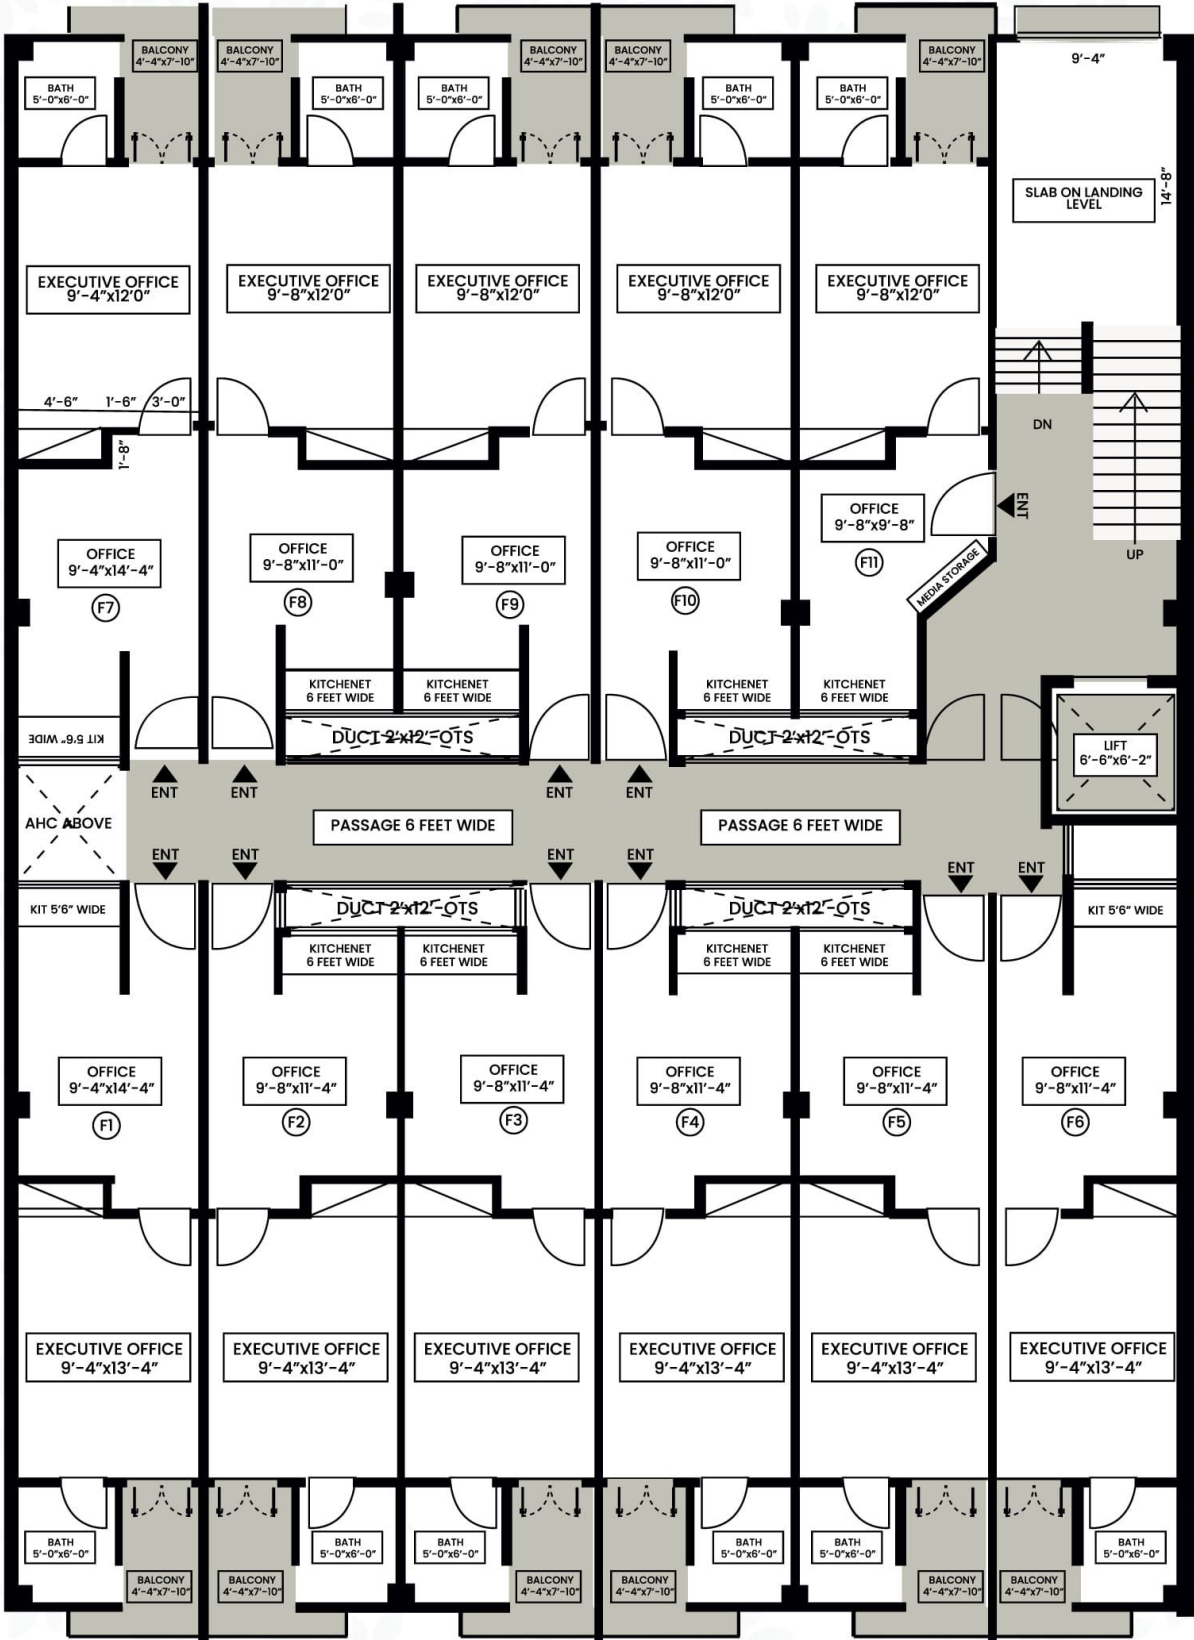 BALCONY
4'-4"x7'-10"
BALCONY
4'-4"x7'-10"
BALCONY
4'-4"x7'-10"
BALCONY
4'-4"x7'-10"
BALCONY
4'-4"x7'-10"
9'-4"
BATH
5'-0"x6'-0"
BATH
5'-0"x6'-0"
BATH
5'-0"x6'-0"
BATH
5'-0"x6'-0"
BATH
5'-0"x6'-0"
SLAB ON LANDING
LEVEL
14'-8"
EXECUTIVE OFFICE
9'-4"x12'0"
EXECUTIVE OFFICE
9'-8"x12'0"
EXECUTIVE OFFICE
9'-8"x12'0"
EXECUTIVE OFFICE
9'-8"x12'0"
EXECUTIVE OFFICE
9'-8"x12'0"
4'-6" 1'-6" 3'-0"
1'-8"
DN
UP
ENT
OFFICE
9'-4"x14'-4"
F7
OFFICE
9'-8"x11'-0"
F8
OFFICE
9'-8"x11'-0"
F9
OFFICE
9'-8"x11'-0"
F10
OFFICE
9'-8"x9'-8"
F11
MEDIA STORAGE
KIT 5'6" WIDE
KITCHENET
6 FEET WIDE
KITCHENET
6 FEET WIDE
KITCHENET
6 FEET WIDE
KITCHENET
6 FEET WIDE
DUCT 2'x12'-OTS
DUCT 2'x12'-OTS
LIFT
6'-6"x6'-2"
ENT
ENT
ENT
ENT
AHC ABOVE
PASSAGE 6 FEET WIDE
PASSAGE 6 FEET WIDE
ENT
ENT
ENT
ENT
ENT
ENT
KIT 5'6" WIDE
DUCT 2'x12'-OTS
DUCT 2'x12'-OTS
KIT 5'6" WIDE
KITCHENET
6 FEET WIDE
KITCHENET
6 FEET WIDE
KITCHENET
6 FEET WIDE
KITCHENET
6 FEET WIDE
OFFICE
9'-4"x14'-4"
F1
OFFICE
9'-8"x11'-4"
F2
OFFICE
9'-8"x11'-4"
F3
OFFICE
9'-8"x11'-4"
F4
OFFICE
9'-8"x11'-4"
F5
OFFICE
9'-8"x11'-4"
F6
EXECUTIVE OFFICE
9'-4"x13'-4"
EXECUTIVE OFFICE
9'-4"x13'-4"
EXECUTIVE OFFICE
9'-4"x13'-4"
EXECUTIVE OFFICE
9'-4"x13'-4"
EXECUTIVE OFFICE
9'-4"x13'-4"
EXECUTIVE OFFICE
9'-4"x13'-4"
BATH
5'-0"x6'-0"
BATH
5'-0"x6'-0"
BATH
5'-0"x6'-0"
BATH
5'-0"x6'-0"
BATH
5'-0"x6'-0"
BATH
5'-0"x6'-0"
BALCONY
4'-4"x7'-10"
BALCONY
4'-4"x7'-10"
BALCONY
4'-4"x7'-10"
BALCONY
4'-4"x7'-10"
BALCONY
4'-4"x7'-10"
BALCONY
4'-4"x7'-10"